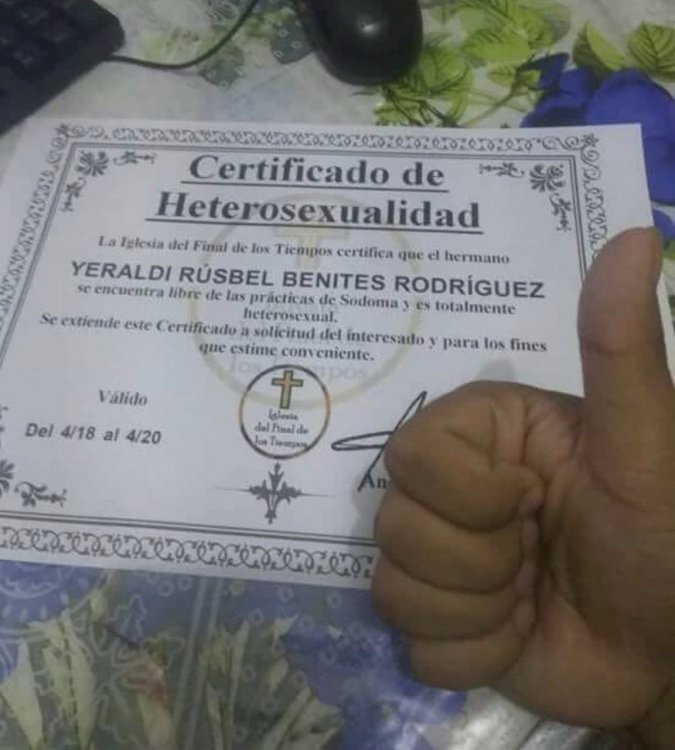 Certificado de
Heterosexualidad
La Iglesia del Final de los Tiempos certifica que el hermano
YERALDI RÚSBEL BENITES RODRÍGUEZ
se encuentra libre de las prácticas de Sodoma y es totalmente
heterosexual.
Se extiende este Certificado a solicitud del interesado y para los fines
que estime conveniente.
Válido
Del 4/18 al 4/20
Iglesia
del Final de
los Tiempos